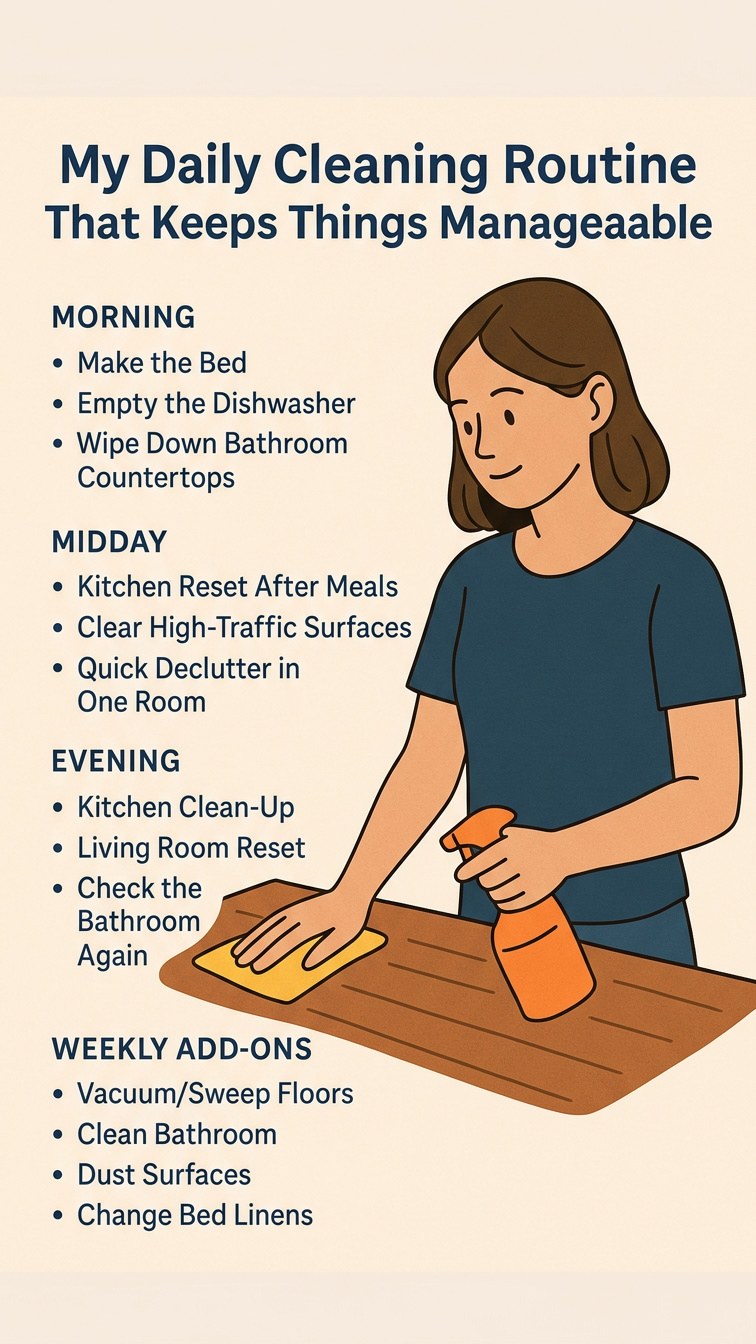 My Daily Cleaning Routine
That Keeps Things Manageaable
MORNING
• Make the Bed
• Empty the Dishwasher
• Wipe Down Bathroom
Countertops
MIDDAY
• Kitchen Reset After Meals
• Clear High-Traffic Surfaces
• Quick Declutter in
One Room
EVENING
• Kitchen Clean-Up
• Living Room Reset
• Check the
Bathroom
Again
WEEKLY ADD-ONS
• Vacuum/Sweep Floors
• Clean Bathroom
• Dust Surfaces
• Change Bed Linens